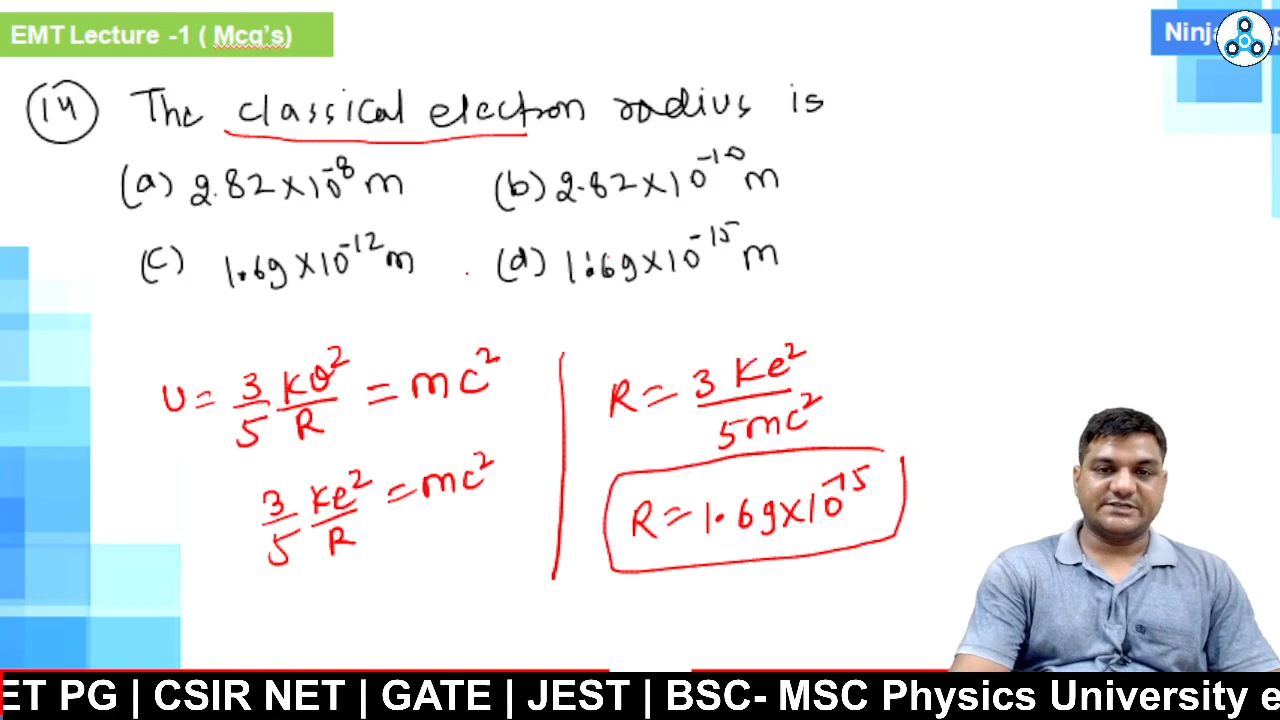 EMT Lecture -1 ( Mcq's)
Ninja
14 The classical electron radius is
(a) 2.82×10⁻⁸ m (b) 2.82×10⁻¹⁰ m
(c) 1.69×10⁻¹² m (d) 1.69×10⁻¹⁵ m
U = 3/5 KQ²/R = mc²
3/5 Ke²/R = mc²
R = 3 Ke²/5mc²
R = 1.69×10⁻¹⁵
ET PG | CSIR NET | GATE | JEST | BSC- MSC Physics University e